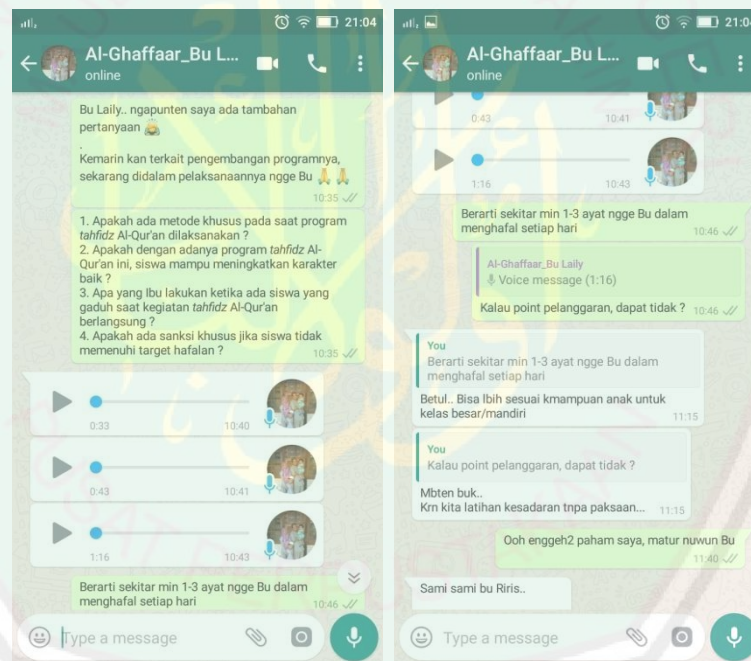 21:04
Al-Ghaffaar_Bu L...
online
Bu Laily.. ngapunten saya ada tambahan
pertanyaan
.
Kemarin kan terkait pengembangan programnya,
sekarang didalam pelaksanaannya ngge Bu
10:35
1. Apakah ada metode khusus pada saat program
tahfidz Al-Qur'an dilaksanakan ?
2. Apakah dengan adanya program tahfidz Al-
Qur'an ini, siswa mampu meningkatkan karakter
baik ?
3. Apa yang Ibu lakukan ketika ada siswa yang
gaduh saat kegiatan tahfidz Al-Qur'an
berlangsung ?
4. Apakah ada sanksi khusus jika siswa tidak
memenuhi target hafalan ?
10:35
0:33 10:40
0:43 10:41
1:16 10:43
Berarti sekitar min 1-3 ayat ngge Bu dalam
menghafal setiap hari
10:46
Type a message
21:04
Al-Ghaffaar_Bu L...
online
0:43 10:41
1:16 10:43
Berarti sekitar min 1-3 ayat ngge Bu dalam
menghafal setiap hari
10:46
Al-Ghaffaar_Bu Laily
Voice message (1:16)
Kalau point pelanggaran, dapat tidak ? 10:46
You
Berarti sekitar min 1-3 ayat ngge Bu dalam
menghafal setiap hari
Betul.. Bisa lbih sesuai kmampuan anak untuk
kelas besar/mandiri
11:15
You
Kalau point pelanggaran, dapat tidak ?
Mbten buk..
Krn kita latihan kesadaran tnpa paksaan... 11:15
Ooh enggeh2 paham saya, matur nuwun Bu
11:40
Sami sami bu Riris..
Type a message